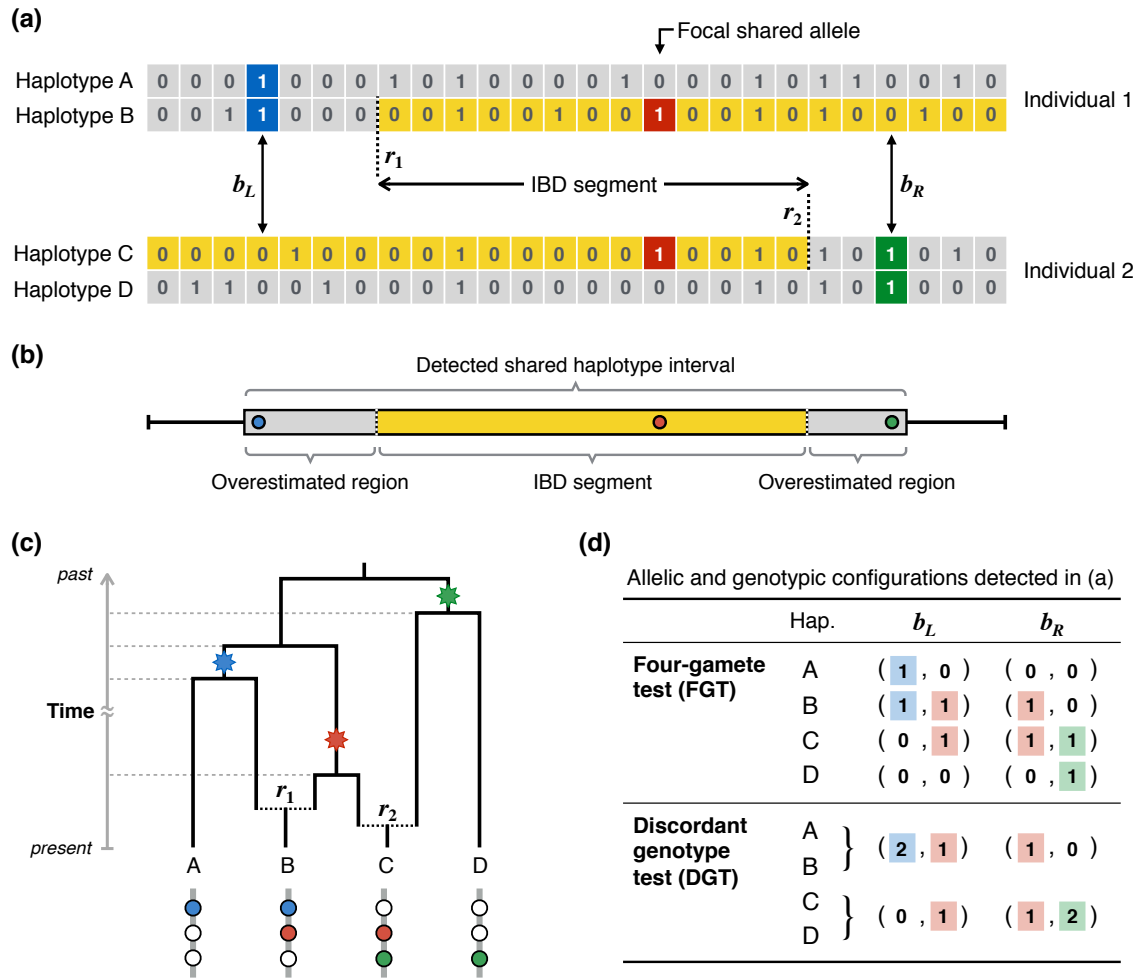 (a)
Focal shared allele
Haplotype A 0 0 0 1 0 0 0 1 0 1 0 0 0 0 1 0 0 0 1 0 1 1 0 0 1 0
Haplotype B 0 0 1 1 0 0 0 0 0 1 0 0 1 0 0 1 0 0 1 0 1 0 0 1 0 0
Individual 1
r1
bL
IBD segment
bR
r2
Haplotype C 0 0 0 0 1 0 0 0 0 1 0 0 0 0 0 1 0 0 1 0 1 0 1 0 1 0
Haplotype D 0 1 1 0 0 1 0 0 0 1 0 0 0 0 0 0 0 0 1 0 1 0 1 0 0 0
Individual 2
(b)
Detected shared haplotype interval
Overestimated region IBD segment Overestimated region
(c)
past
Time
r1
r2
present
A B C D
(d)
Allelic and genotypic configurations detected in (a)
Hap. bL bR
Four-gamete
test (FGT)
A ( 1 , 0 ) ( 0 , 0 )
B ( 1 , 1 ) ( 1 , 0 )
C ( 0 , 1 ) ( 1 , 1 )
D ( 0 , 0 ) ( 0 , 1 )
Discordant
genotype
test (DGT)
A
B
} ( 2 , 1 ) ( 1 , 0 )
C
D
} ( 0 , 1 ) ( 1 , 2 )